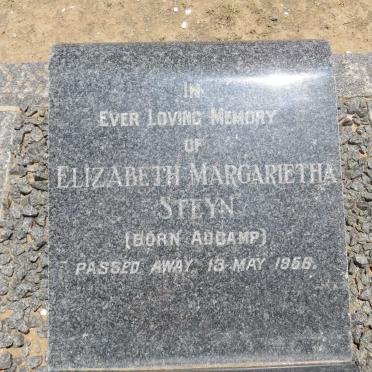 IN
EVER LOVING MEMORY
OF
ELIZABETH MARGARIETHA
STEYN
(BORN AUCAMP)
PASSED AWAY 13 MAY 1956.